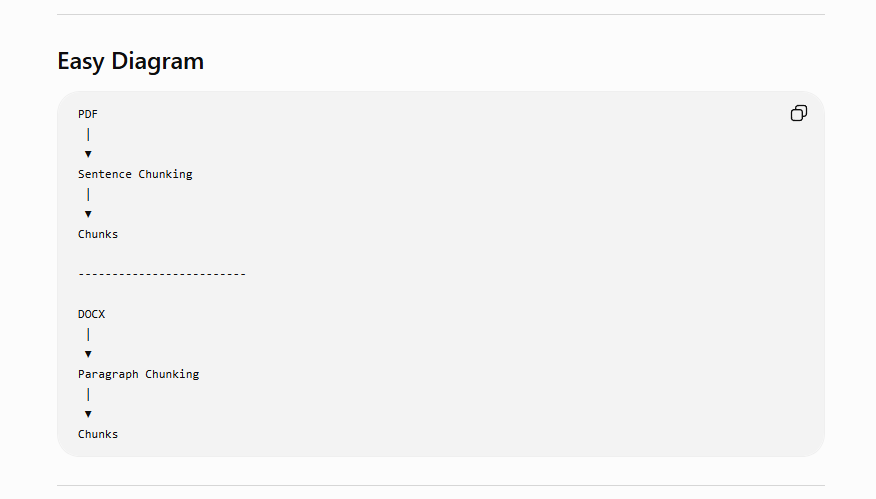 Easy Diagram
PDF
|
▼
Sentence Chunking
|
▼
Chunks
-------------------------
DOCX
|
▼
Paragraph Chunking
|
▼
Chunks